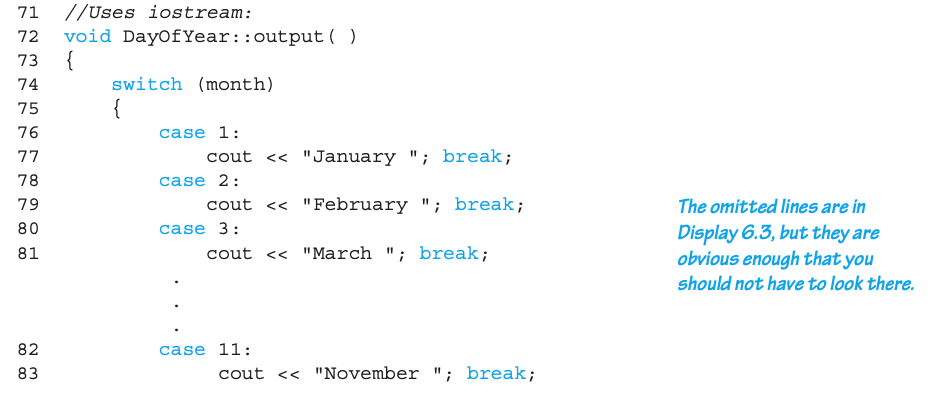 71 //Uses iostream:
72 void DayOfYear::output( )
73 {
74 switch (month)
75 {
76 case 1:
77 cout << "January "; break;
78 case 2:
79 cout << "February "; break;
80 case 3:
81 cout << "March "; break;
.
.
.
82 case 11:
83 cout << "November "; break;
The omitted lines are in
Display 6.3, but they are
obvious enough that you
should not have to look there.